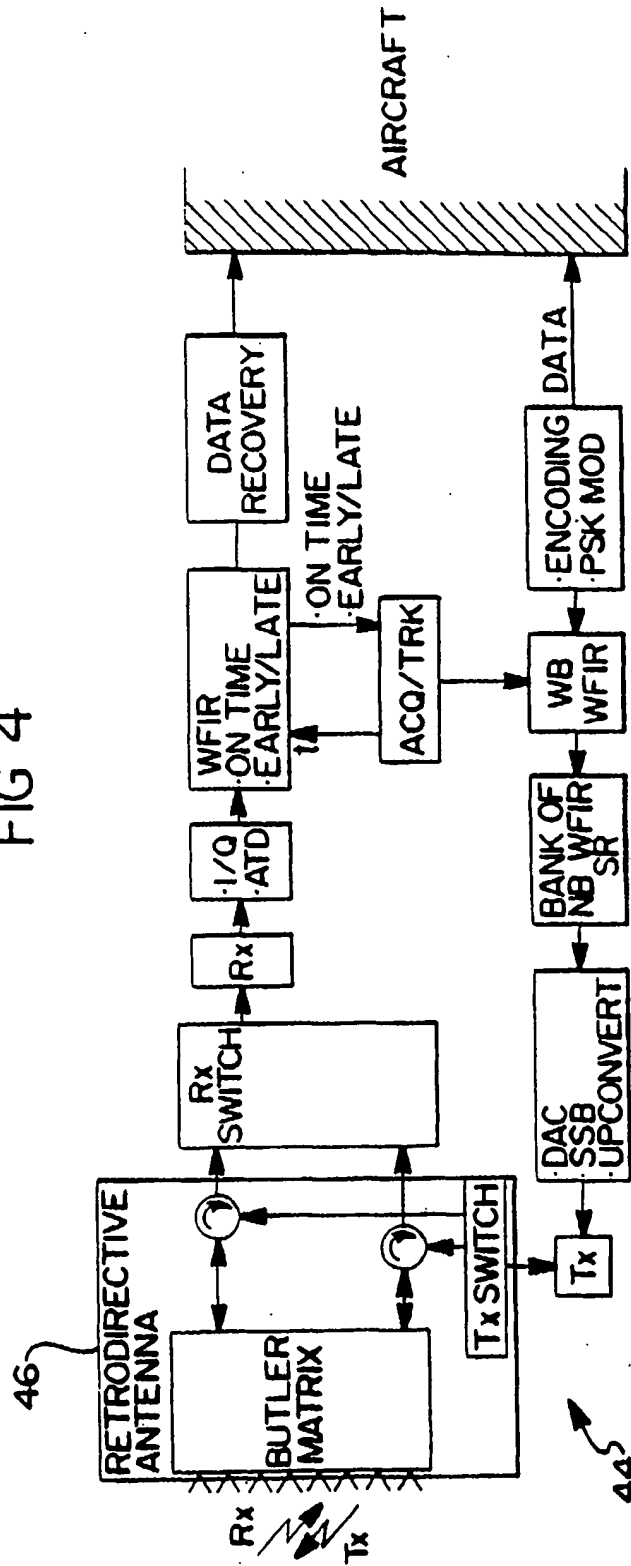 FIG 4
46
RETRODIRECTIVE
ANTENNA
BUTLER
MATRIX
Rx
Tx
Tx SWITCH
Rx
SWITCH
Rx
·I/Q
ATD
WFIR
·ON TIME
·EARLY/LATE
t
·ON TIME
·EARLY/LATE
ACQ/TRK
DATA
RECOVERY
AIRCRAFT
DATA
·ENCODING
·PSK MOD
WB
WFIR
BANK OF
NB WFIR
SR
·DAC
·SSB
·UPCONVERT
Tx
44